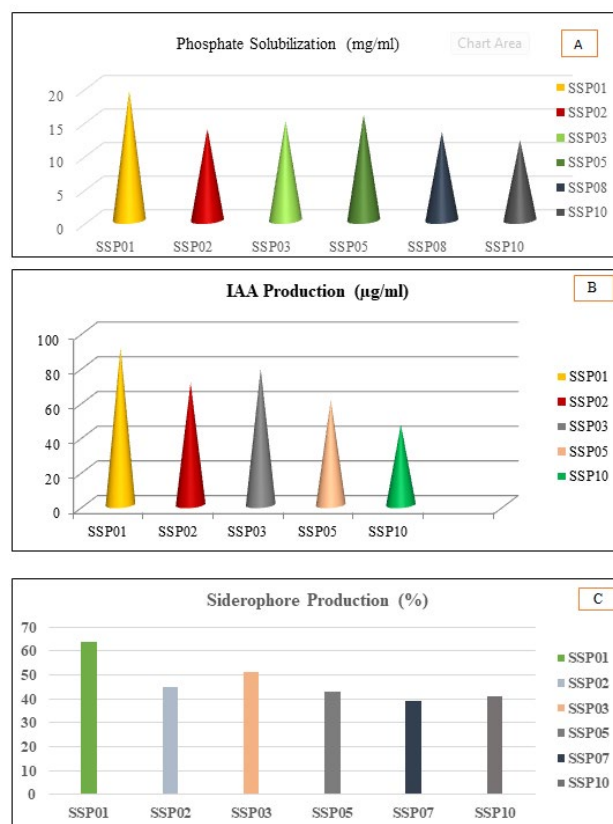 Phosphate Solubilization (mg/ml)
Chart Area
A
20
15
10
5
0
SSP01 SSP02 SSP03 SSP05 SSP08 SSP10
SSP01
SSP02
SSP03
SSP05
SSP08
SSP10
IAA Production (µg/ml)
B
100
80
60
40
20
0
SSP01 SSP02 SSP03 SSP05 SSP10
SSP01
SSP02
SSP03
SSP05
SSP10
Siderophore Production (%)
C
70
60
50
40
30
20
10
0
SSP01 SSP02 SSP03 SSP05 SSP07 SSP10
SSP01
SSP02
SSP03
SSP05
SSP07
SSP10